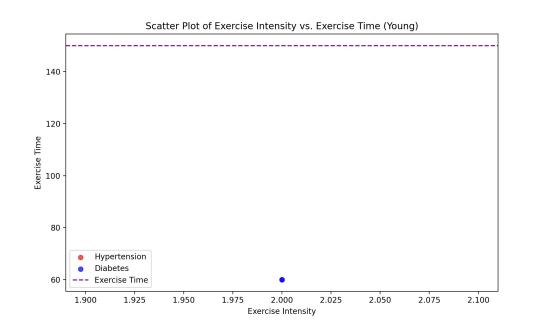 Scatter Plot of Exercise Intensity vs. Exercise Time (Young)
140
120
100
80
60
Exercise Time
Hypertension
Diabetes
Exercise Time
1.900 1.925 1.950 1.975 2.000 2.025 2.050 2.075 2.100
Exercise Intensity